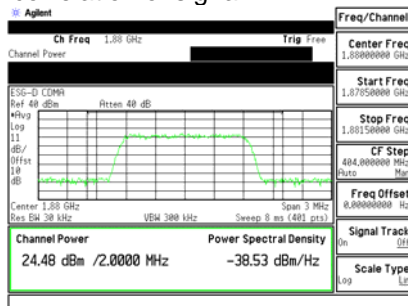 Agilent
Freq/Channel
Ch Freq 1.88 GHz Trig Free
Channel Power
Center Freq
1.88000000 GHz
Start Freq
1.87850000 GHz
Stop Freq
1.88150000 GHz
CF Step
404.000000 MHz
Auto Man
Freq Offset
0.00000000 Hz
Signal Track
On Off
Scale Type
Log Lin
ESG-D CDMA
Ref 40 dBm Atten 40 dB
#Avg
Log
11
dB/
Offst
10
dB
Center 1.88 GHz Span 3 MHz
Res BW 30 kHz VBW 300 kHz Sweep 8 ms (401 pts)
Channel Power Power Spectral Density
24.48 dBm /2.0000 MHz -38.53 dBm/Hz